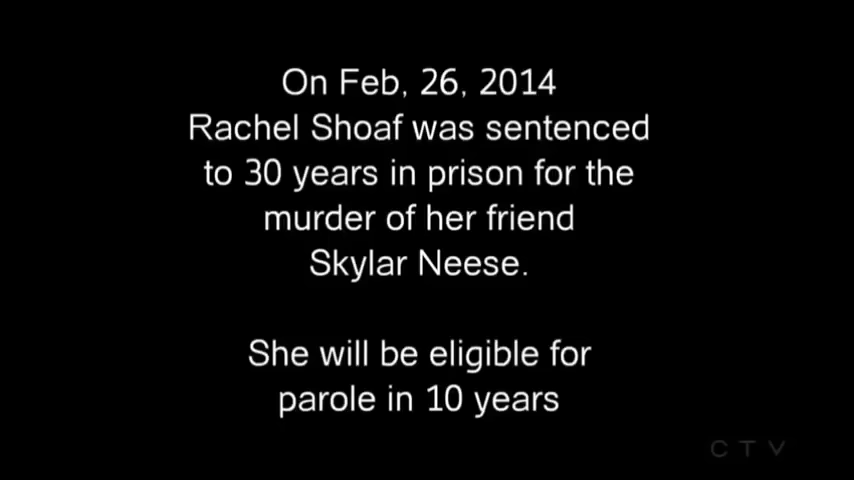 On Feb, 26, 2014
Rachel Shoaf was sentenced
to 30 years in prison for the
murder of her friend
Skylar Neese.
She will be eligible for
parole in 10 years
CTV